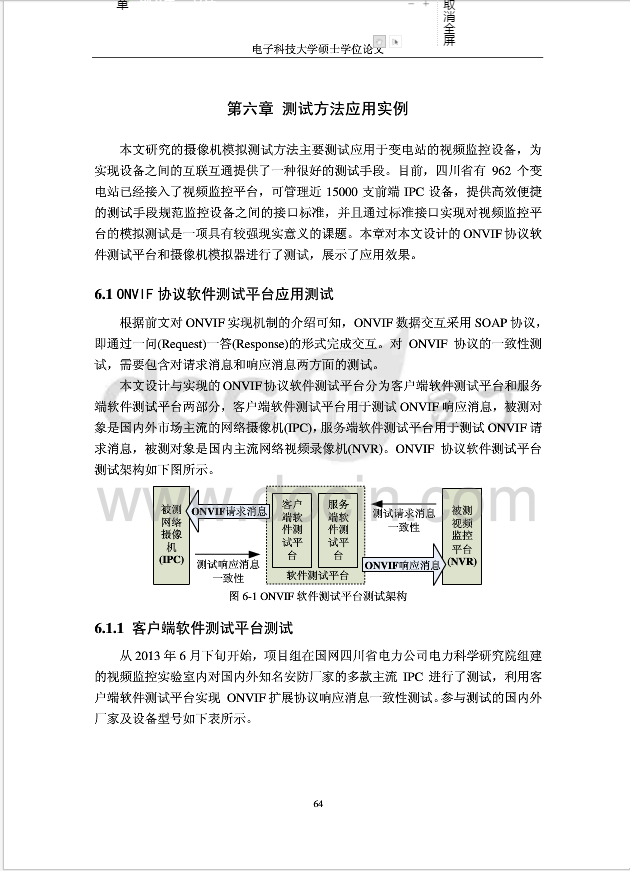 单
取消全屏
电子科技大学硕士学位论文
第六章 测试方法应用实例
本文研究的摄像机模拟测试方法主要测试应用于变电站的视频监控设备，为
实现设备之间的互联互通提供了一种很好的测试手段。目前，四川省有 962 个变
电站已经接入了视频监控平台，可管理近 15000 支前端 IPC 设备，提供高效便捷
的测试手段规范监控设备之间的接口标准，并且通过标准接口实现对视频监控平
台的模拟测试是一项具有较强现实意义的课题。本章对本文设计的 ONVIF 协议软
件测试平台和摄像机模拟器进行了测试，展示了应用效果。
6.1 ONVIF 协议软件测试平台应用测试
根据前文对 ONVIF 实现机制的介绍可知，ONVIF 数据交互采用 SOAP 协议，
即通过一问(Request)一答(Response)的形式完成交互。对 ONVIF 协议的一致性测
试，需要包含对请求消息和响应消息两方面的测试。
本文设计与实现的 ONVIF 协议软件测试平台分为客户端软件测试平台和服务
端软件测试平台两部分，客户端软件测试平台用于测试 ONVIF 响应消息，被测对
象是国内外市场主流的网络摄像机(IPC)，服务端软件测试平台用于测试 ONVIF 请
求消息，被测对象是国内主流网络视频录像机(NVR)。ONVIF 协议软件测试平台
测试架构如下图所示。
www.docin.com
被测网络摄像机(IPC)
ONVIF请求消息
测试响应消息
一致性
客户端软件测试平台
服务端软件测试平台
软件测试平台
测试请求消息
一致性
ONVIF响应消息
被测视频监控平台(NVR)
图 6-1 ONVIF 软件测试平台测试架构
6.1.1 客户端软件测试平台测试
从 2013 年 6 月下旬开始，项目组在国网四川省电力公司电力科学研究院组建
的视频监控实验室内对国内外知名安防厂家的多款主流 IPC 进行了测试，利用客
户端软件测试平台实现 ONVIF 扩展协议响应消息一致性测试。参与测试的国内外
厂家及设备型号如下表所示。
64